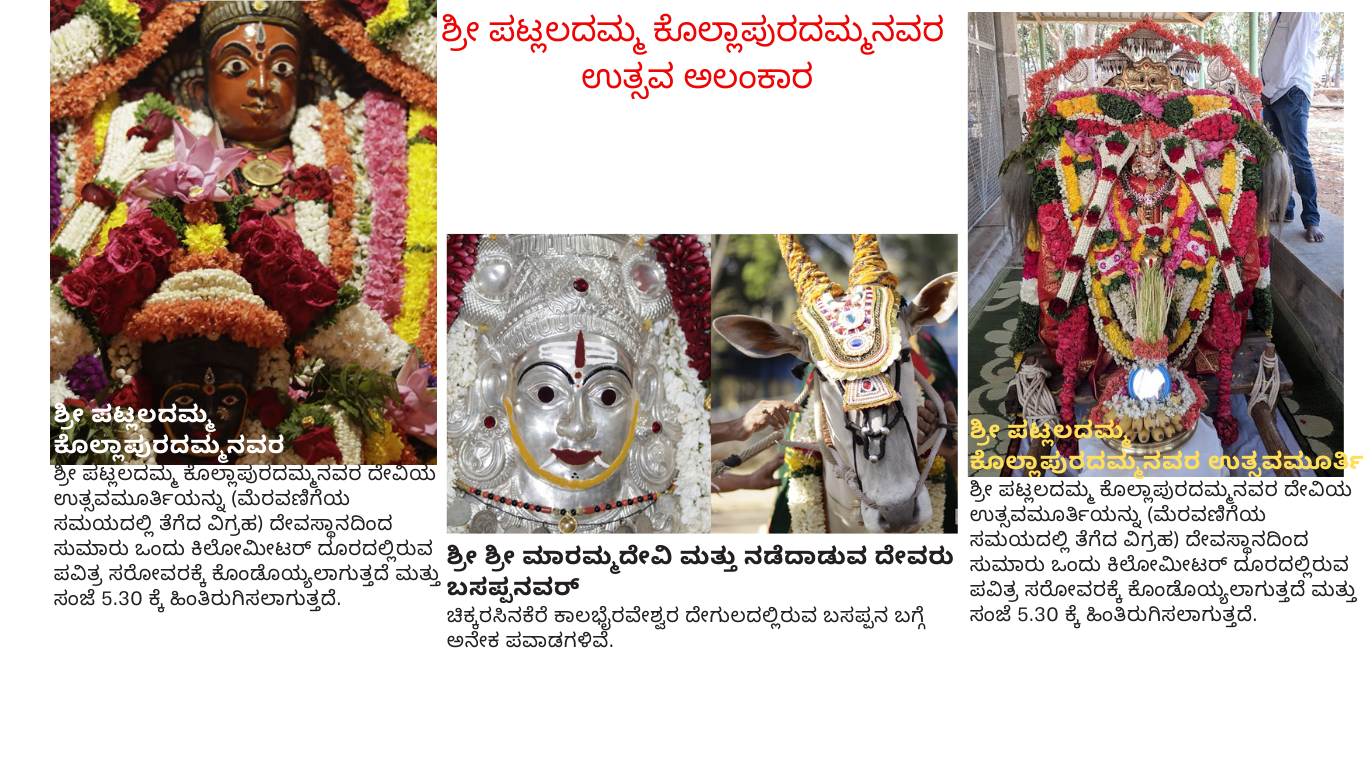 ಶ್ರೀ ಪಟ್ಲಲದಮ್ಮ ಕೊಲ್ಲಾಪುರದಮ್ಮನವರ
ಉತ್ಸವ ಅಲಂಕಾರ
ಶ್ರೀ ಪಟ್ಲಲದಮ್ಮ
ಕೊಲ್ಲಾಪುರದಮ್ಮನವರ
ಶ್ರೀ ಪಟ್ಲಲದಮ್ಮ ಕೊಲ್ಲಾಪುರದಮ್ಮನವರ ದೇವಿಯ
ಉತ್ಸವಮೂರ್ತಿಯನ್ನು (ಮೆರವಣಿಗೆಯ
ಸಮಯದಲ್ಲಿ ತೆಗೆದ ವಿಗ್ರಹ) ದೇವಸ್ಥಾನದಿಂದ
ಸುಮಾರು ಒಂದು ಕಿಲೋಮೀಟರ್ ದೂರದಲ್ಲಿರುವ
ಪವಿತ್ರ ಸರೋವರಕ್ಕೆ ಕೊಂಡೊಯ್ಯಲಾಗುತ್ತದೆ ಮತ್ತು
ಸಂಜೆ 5.30 ಕ್ಕೆ ಹಿಂತಿರುಗಿಸಲಾಗುತ್ತದೆ.
ಶ್ರೀ ಶ್ರೀ ಮಾರಮ್ಮದೇವಿ ಮತ್ತು ನಡೆದಾಡುವ ದೇವರು
ಬಸಪ್ಪನವರ್
ಚಿಕ್ಕರಸಿನಕೆರೆ ಕಾಲಭೈರವೇಶ್ವರ ದೇಗುಲದಲ್ಲಿರುವ ಬಸಪ್ಪನ ಬಗ್ಗೆ
ಅನೇಕ ಪವಾಡಗಳಿವೆ.
ಶ್ರೀ ಪಟ್ಲಲದಮ್ಮ
ಕೊಲ್ಲಾಪುರದಮ್ಮನವರ ಉತ್ಸವಮೂರ್ತಿ
ಶ್ರೀ ಪಟ್ಲಲದಮ್ಮ ಕೊಲ್ಲಾಪುರದಮ್ಮನವರ ದೇವಿಯ
ಉತ್ಸವಮೂರ್ತಿಯನ್ನು (ಮೆರವಣಿಗೆಯ
ಸಮಯದಲ್ಲಿ ತೆಗೆದ ವಿಗ್ರಹ) ದೇವಸ್ಥಾನದಿಂದ
ಸುಮಾರು ಒಂದು ಕಿಲೋಮೀಟರ್ ದೂರದಲ್ಲಿರುವ
ಪವಿತ್ರ ಸರೋವರಕ್ಕೆ ಕೊಂಡೊಯ್ಯಲಾಗುತ್ತದೆ ಮತ್ತು
ಸಂಜೆ 5.30 ಕ್ಕೆ ಹಿಂತಿರುಗಿಸಲಾಗುತ್ತದೆ.